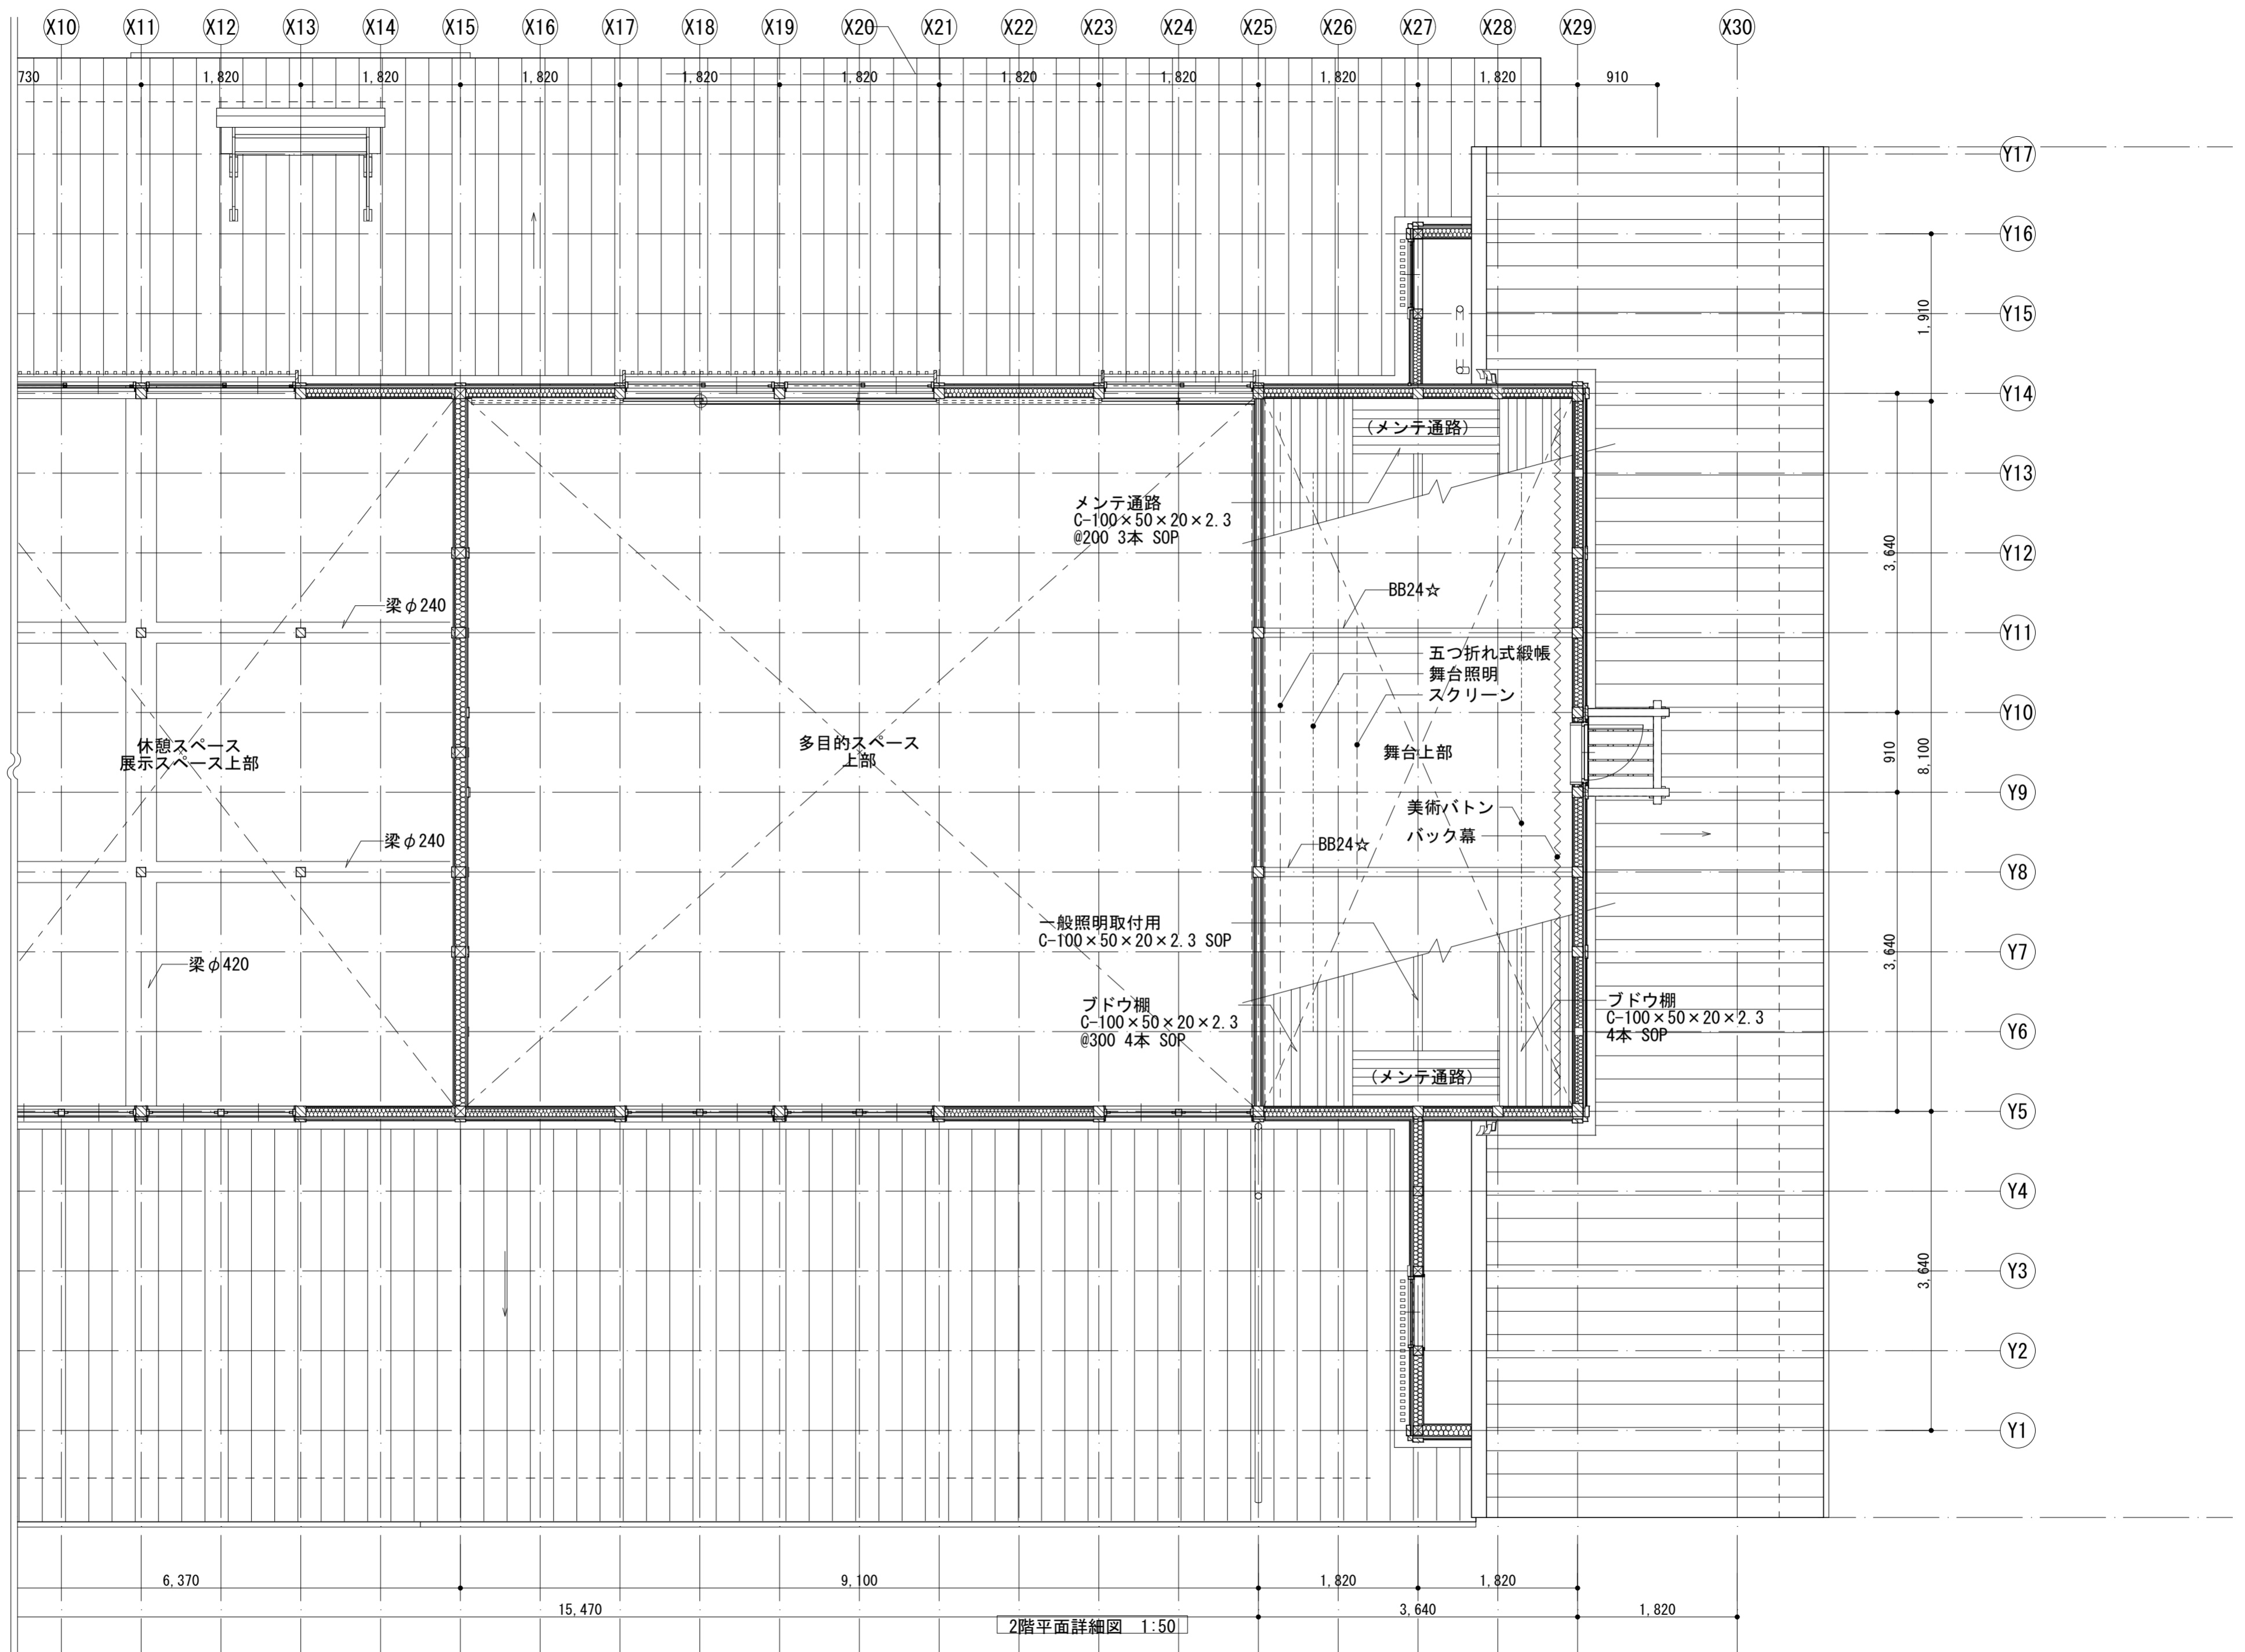 X10 X11 X12 X13 X14 X15 X16 X17 X18 X19 X20 X21 X22 X23 X24 X25 X26 X27 X28 X29 X30
730 1,820 1,820 1,820 1,820 1,820 1,820 1,820 1,820 1,820 910
Y17
Y16
Y15
1,910
Y14
(メンテ通路)
Y13
メンテ通路
C-100×50×20×2.3
@200 3本 SOP
Y12
3,640
梁φ240
BB24☆
Y11
五つ折れ式緞帳
舞台照明
スクリーン
Y10
休憩スペース
展示スペース上部
多目的スペース
上部
舞台上部
910
8,100
Y9
美術バトン
バック幕
梁φ240
BB24☆
Y8
一般照明取付用
C-100×50×20×2.3 SOP
梁φ420
3,640
Y7
ブドウ棚
C-100×50×20×2.3
@300 4本 SOP
ブドウ棚
C-100×50×20×2.3
4本 SOP
Y6
(メンテ通路)
Y5
Y4
Y3
3,640
Y2
Y1
6,370 9,100 1,820 1,820
15,470 3,640 1,820
2階平面詳細図 1:50